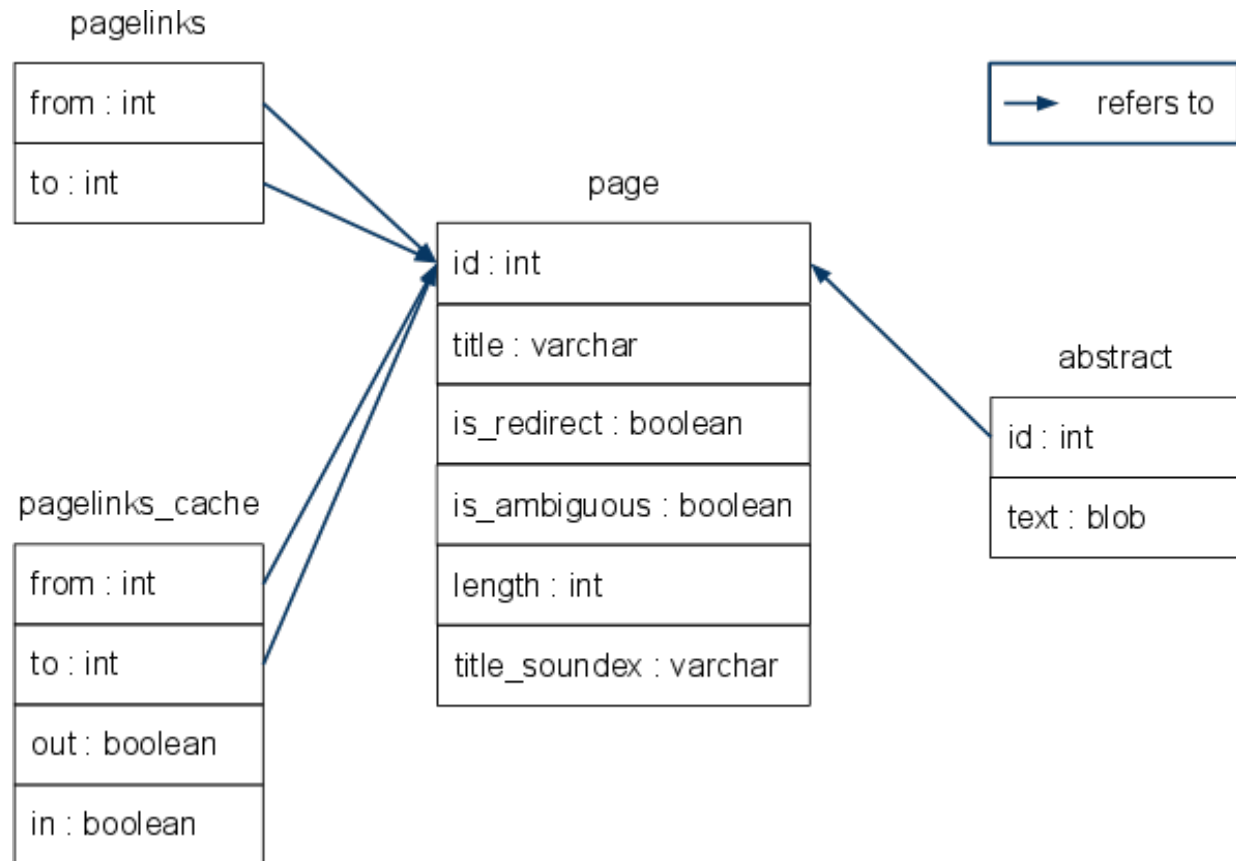 pagelinks
from : int
to : int
refers to
page
id : int
title : varchar
is_redirect : boolean
is_ambiguous : boolean
length : int
title_soundex : varchar
abstract
id : int
text : blob
pagelinks_cache
from : int
to : int
out : boolean
in : boolean